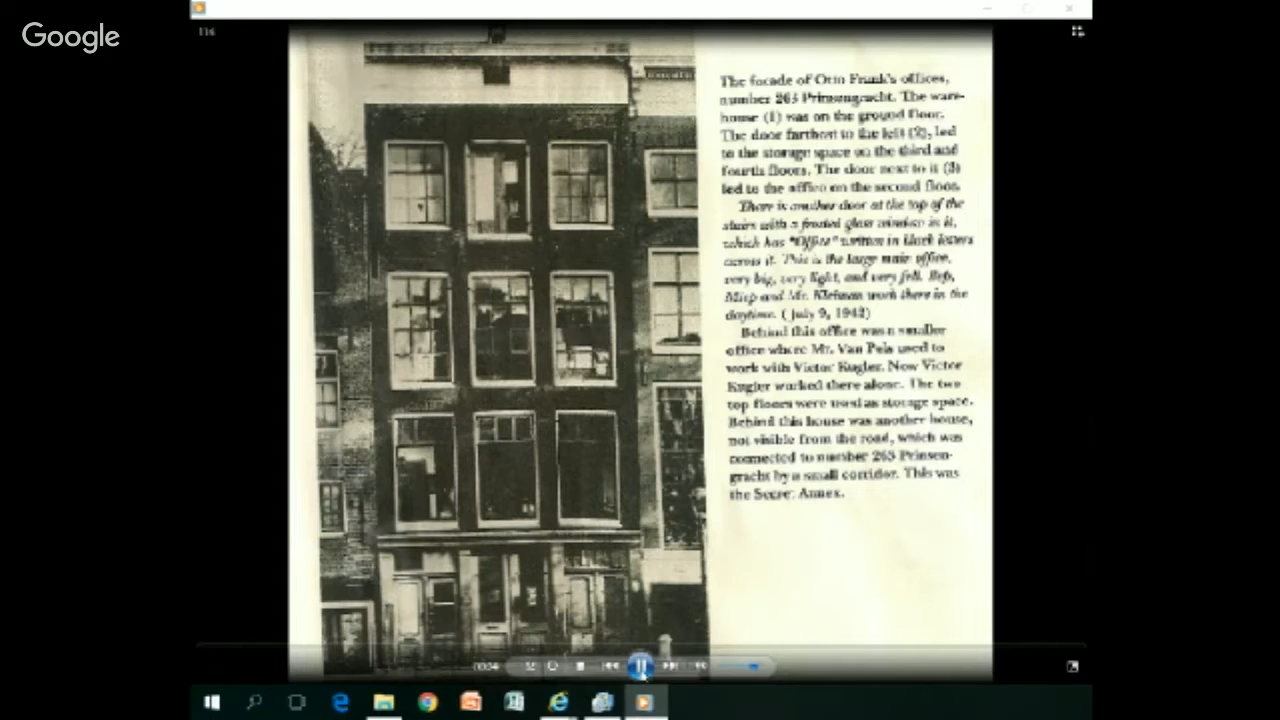 Google
The facade of Otto Frank's offices,
number 263 Prinsengracht. The ware-
house (1) was on the ground floor.
The door farthest to the left (2), led
to the storage space on the third and
fourth floors. The door next to it (3)
led to the office on the second floor.
There is another door at the top of the
stairs with a frosted glass window in it,
which has "Office" written in black letters
across it. This is the large main office,
very big, very light, and very full. Bep,
Miep and Mr. Kleiman work there in the
daytime. (July 9, 1942)
Behind this office was a smaller
office where Mr. Van Pels used to
work with Victor Kugler. Now Victor
Kugler worked there alone. The two
top floors were used as storage space.
Behind this house was another house,
not visible from the road, which was
connected to number 263 Prinsen-
gracht by a small corridor. This was
the Secret Annex.